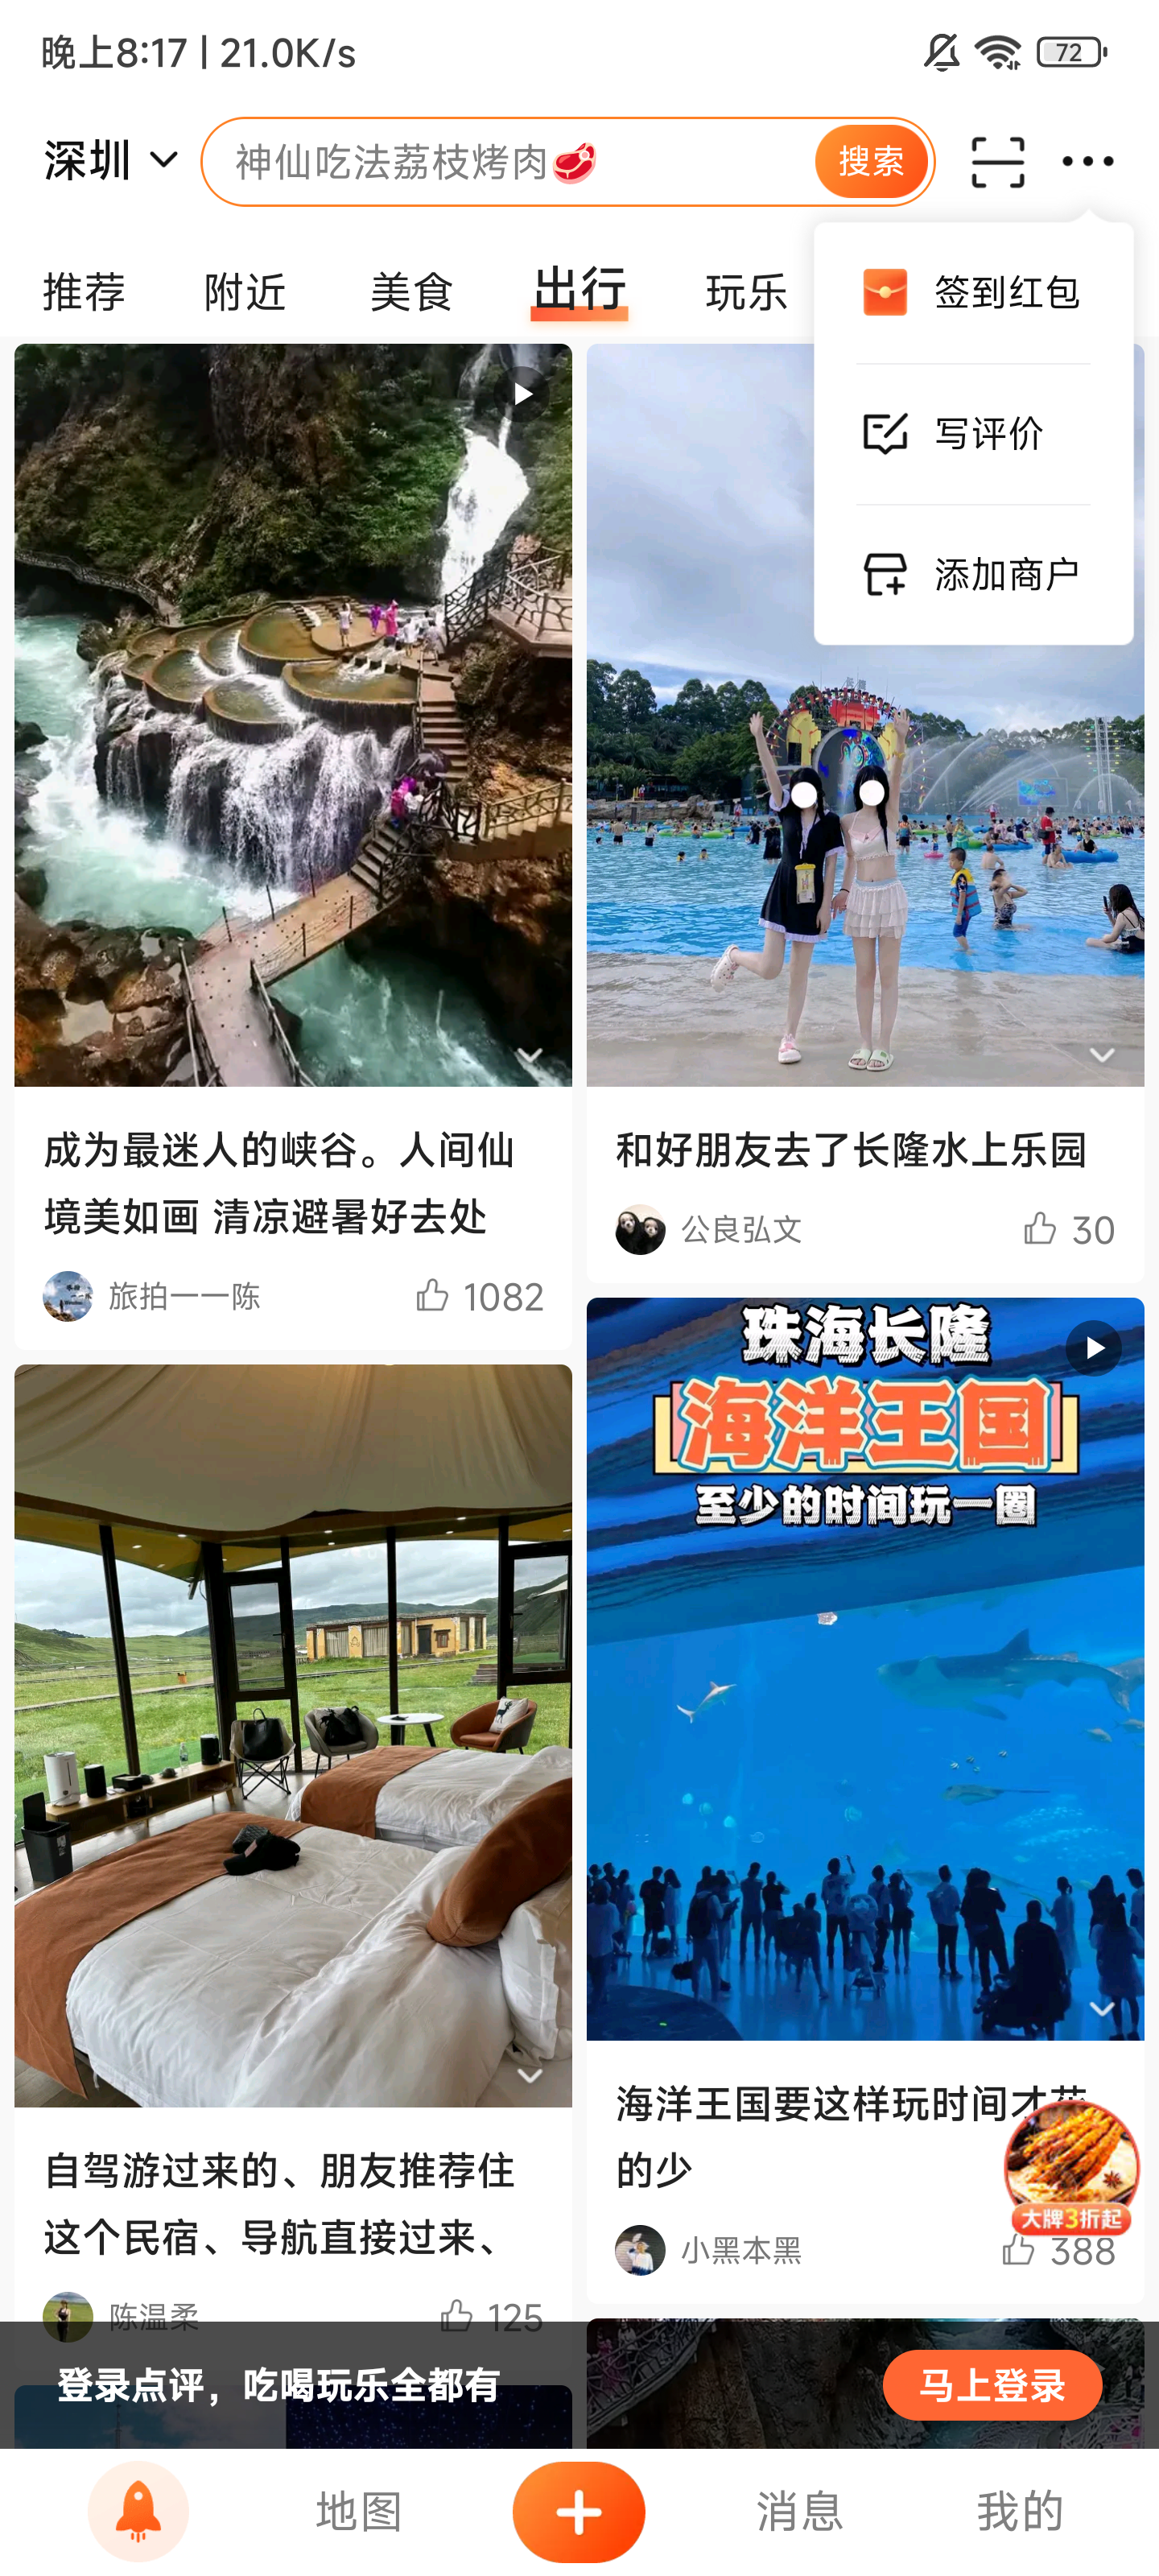 晚上8:17 | 21.0K/s
72
深圳
神仙吃法荔枝烤肉🥩
搜索
推荐
附近
美食
出行
玩乐
签到红包
写评价
添加商户
成为最迷人的峡谷。人间仙
境美如画 清凉避暑好去处
旅拍一一陈
1082
和好朋友去了长隆水上乐园
公良弘文
30
珠海长隆
海洋王国
至少的时间玩一圈
自驾游过来的、朋友推荐住
这个民宿、导航直接过来、
陈温柔
125
海洋王国要这样玩时间才花
的少
小黑本黑
388
大牌3折起
登录点评，吃喝玩乐全都有
马上登录
地图
消息
我的